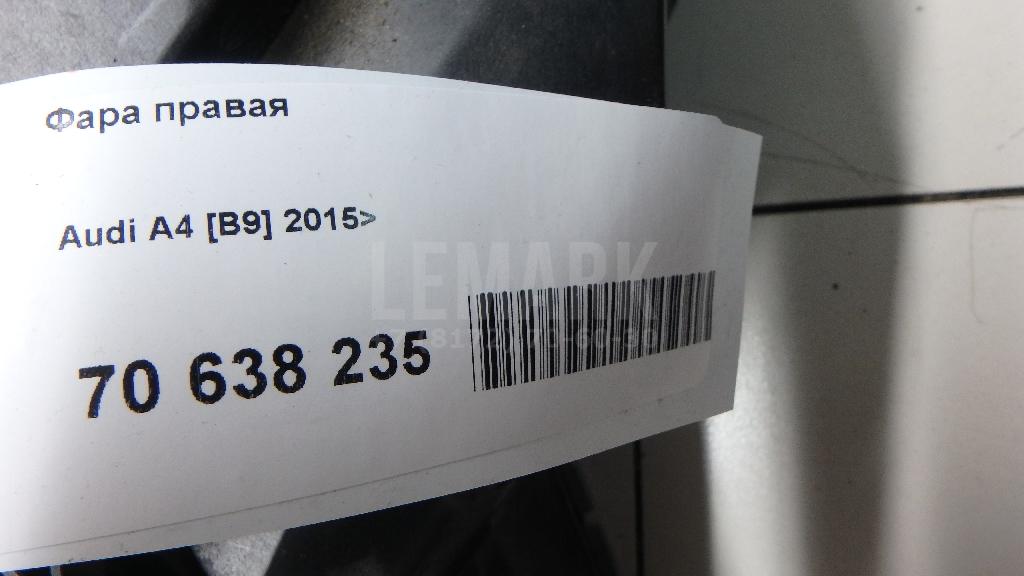 Фара правая
Audi A4 [B9] 2015>
LEMARK
70 638 235